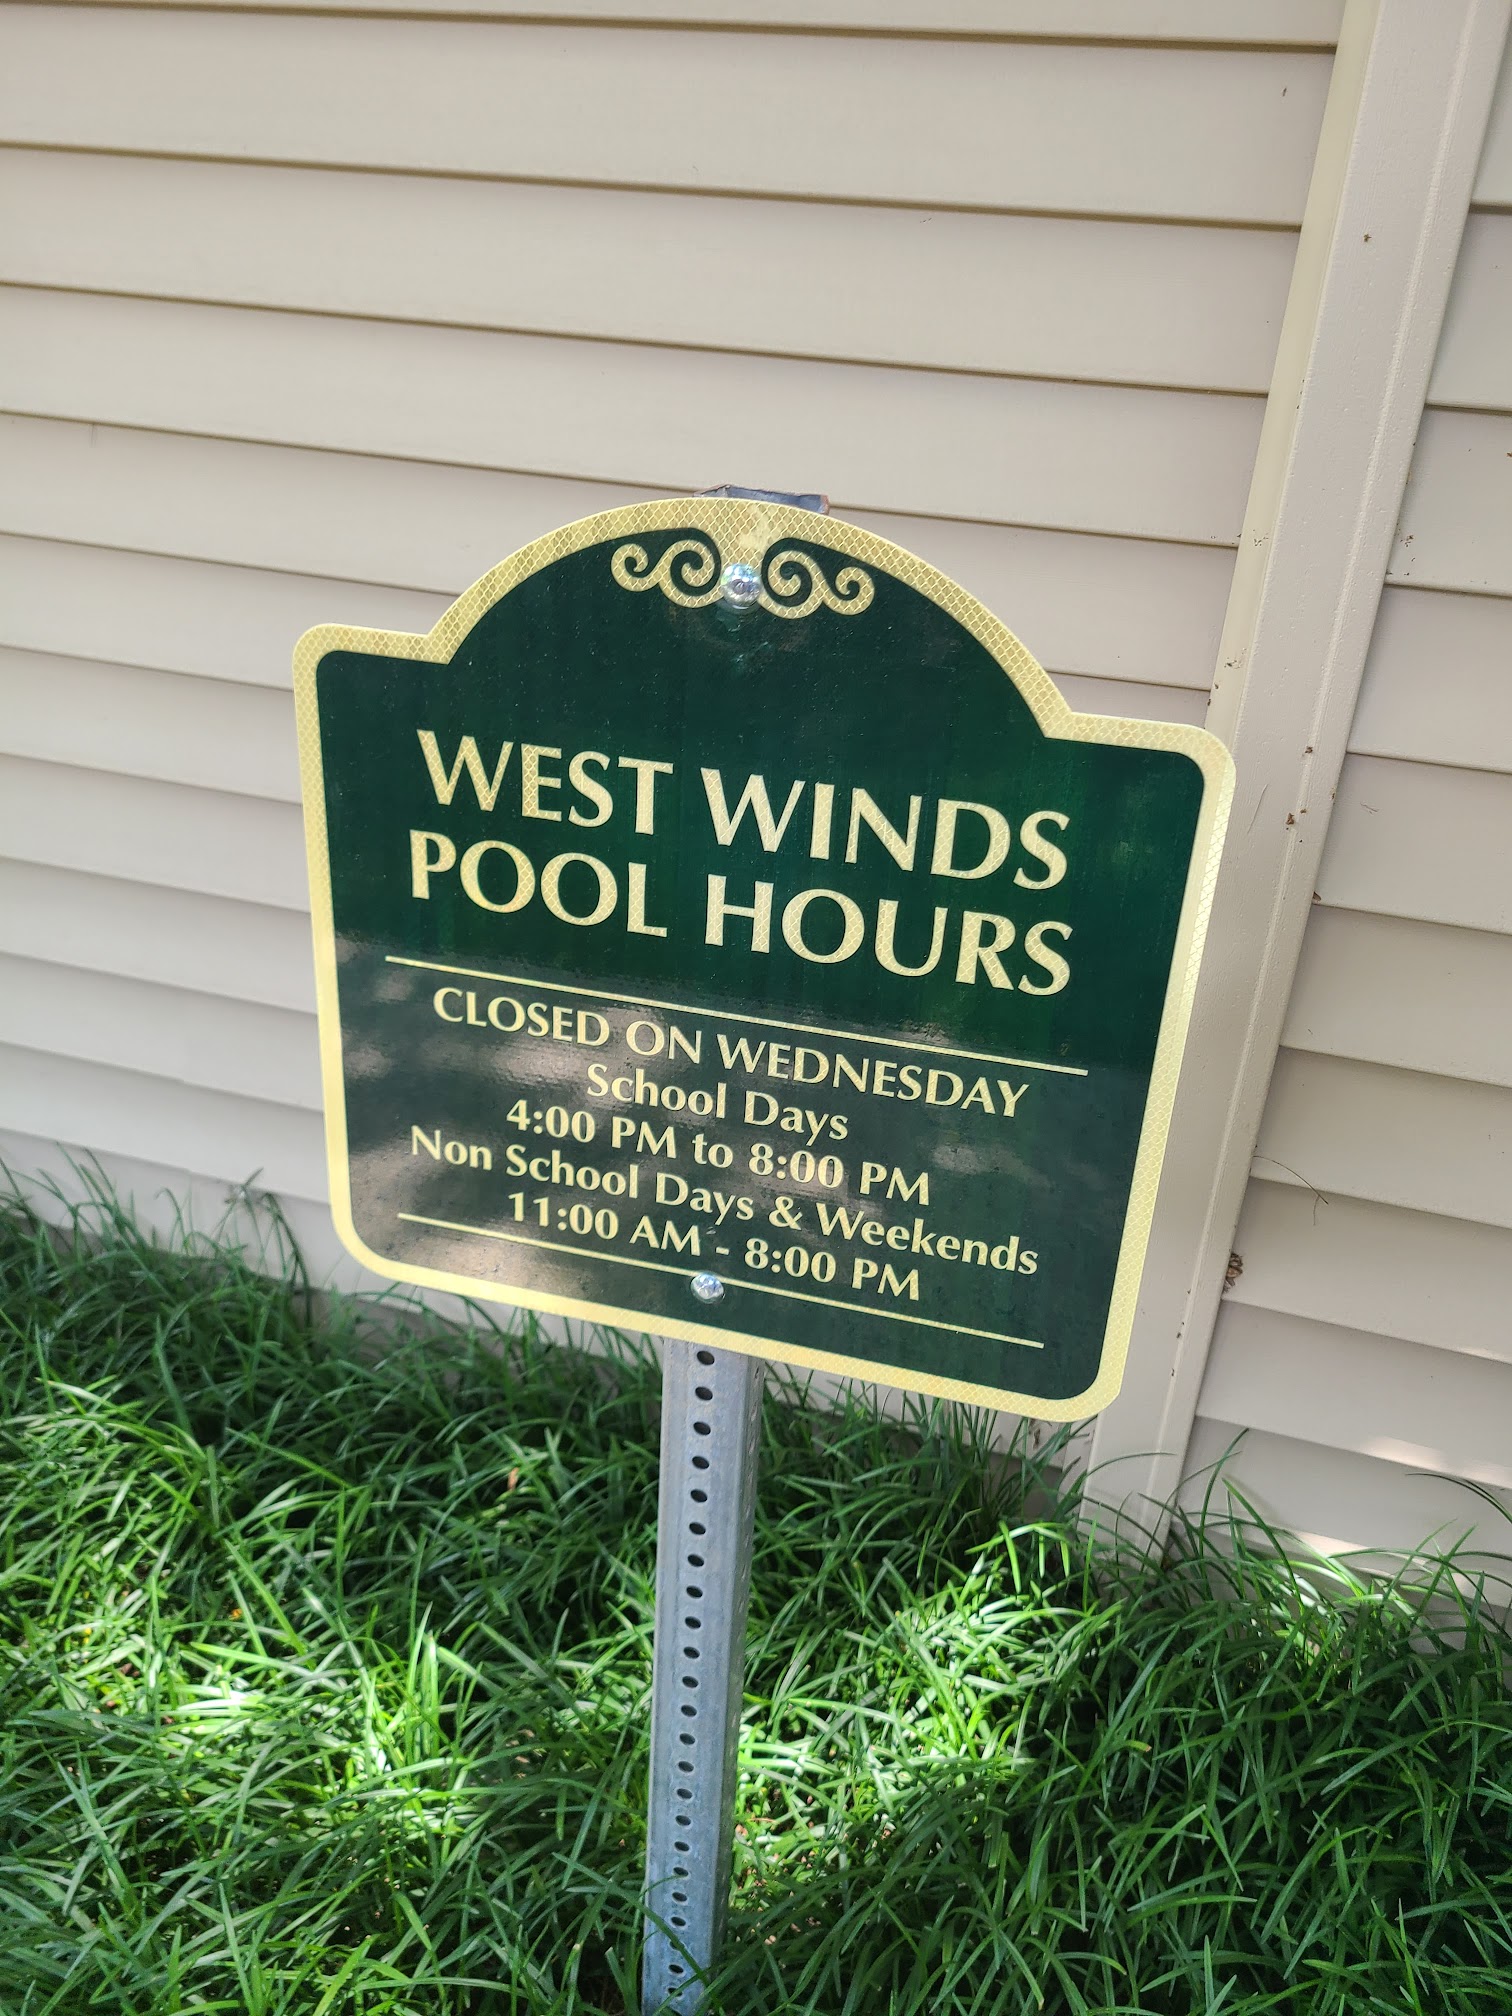 WEST WINDS
POOL HOURS
CLOSED ON WEDNESDAY
School Days
4:00 PM to 8:00 PM
Non School Days & Weekends
11:00 AM - 8:00 PM